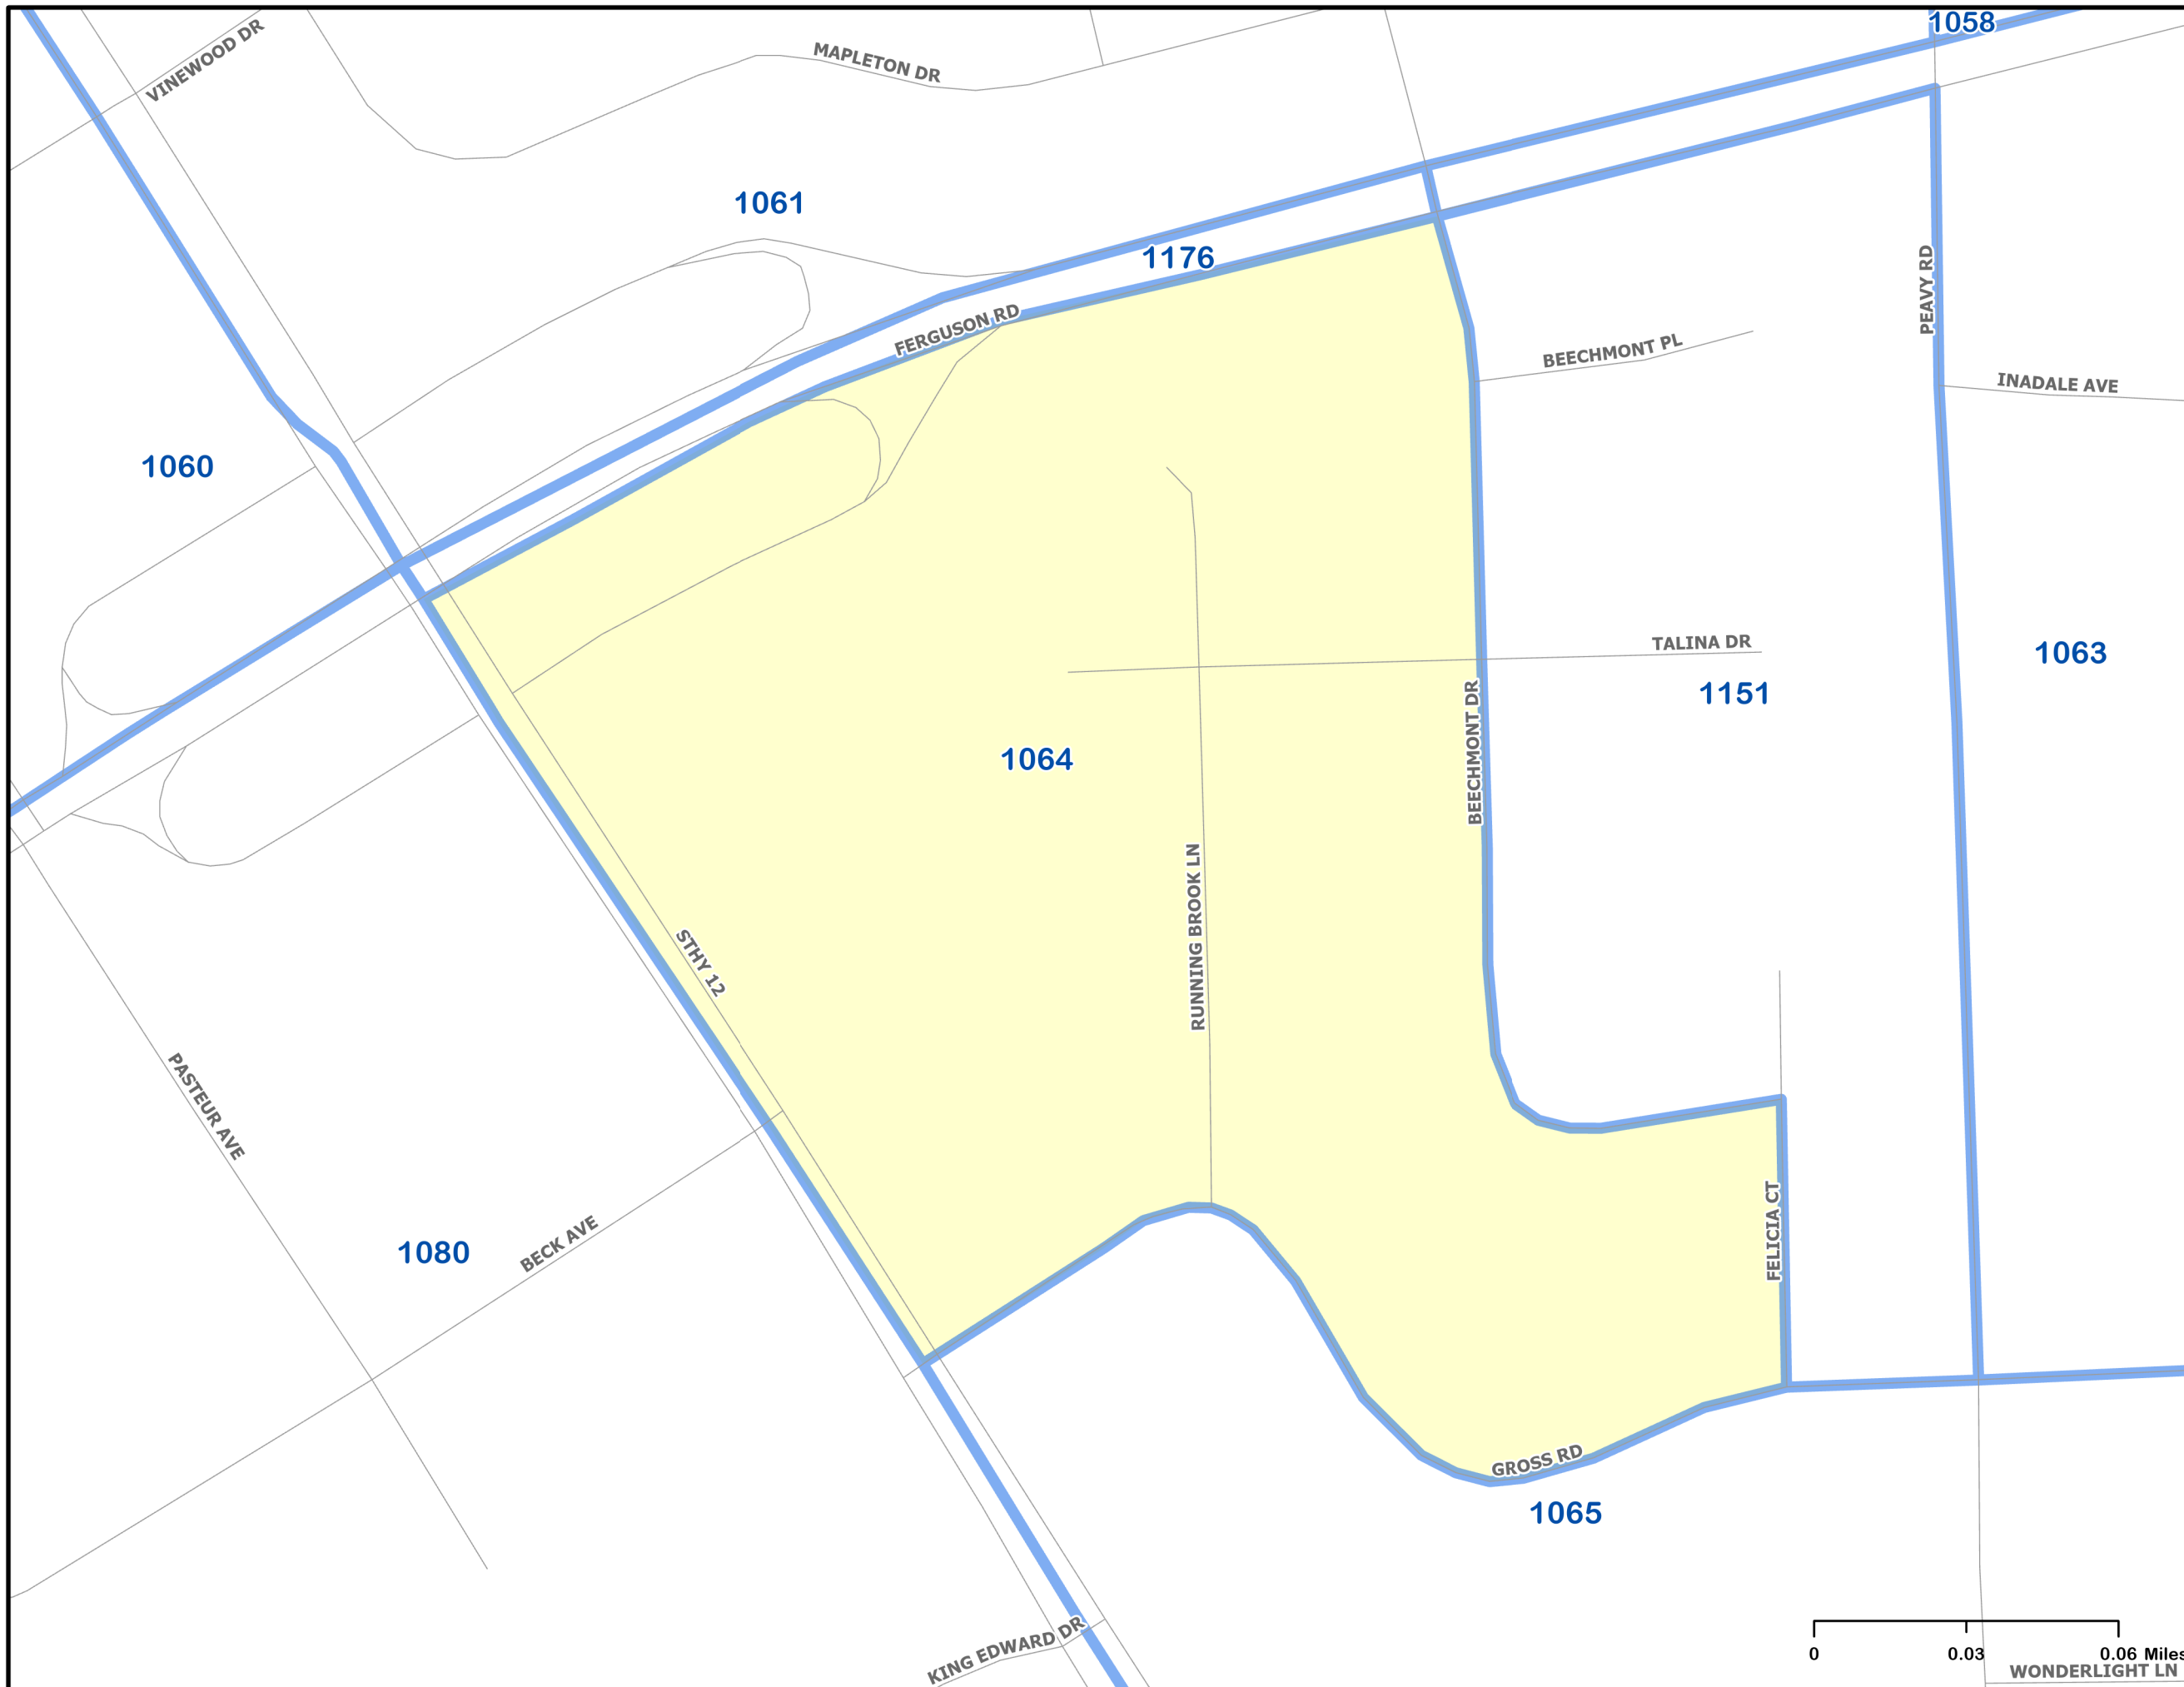 1058
VINEWOOD DR
MAPLETON DR
1061
1176
PEAVY RD
FERGUSON RD
BEECHMONT PL
INADALE AVE
1060
TALINA DR
1063
1151
BEECHMONT DR
1064
RUNNING BROOK LN
STHY 12
PASTEUR AVE
FELICIA CT
BECK AVE
1080
GROSS RD
1065
KING EDWARD DR
0 0.03 0.06 Miles
WONDERLIGHT LN